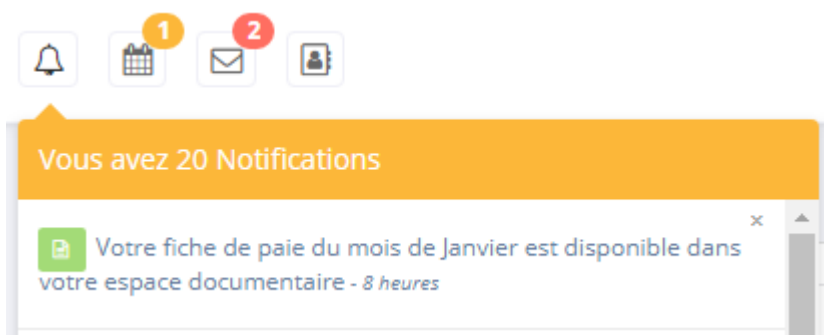 1
2
Vous avez 20 Notifications
×
Votre fiche de paie du mois de Janvier est disponible dans
votre espace documentaire - 8 heures